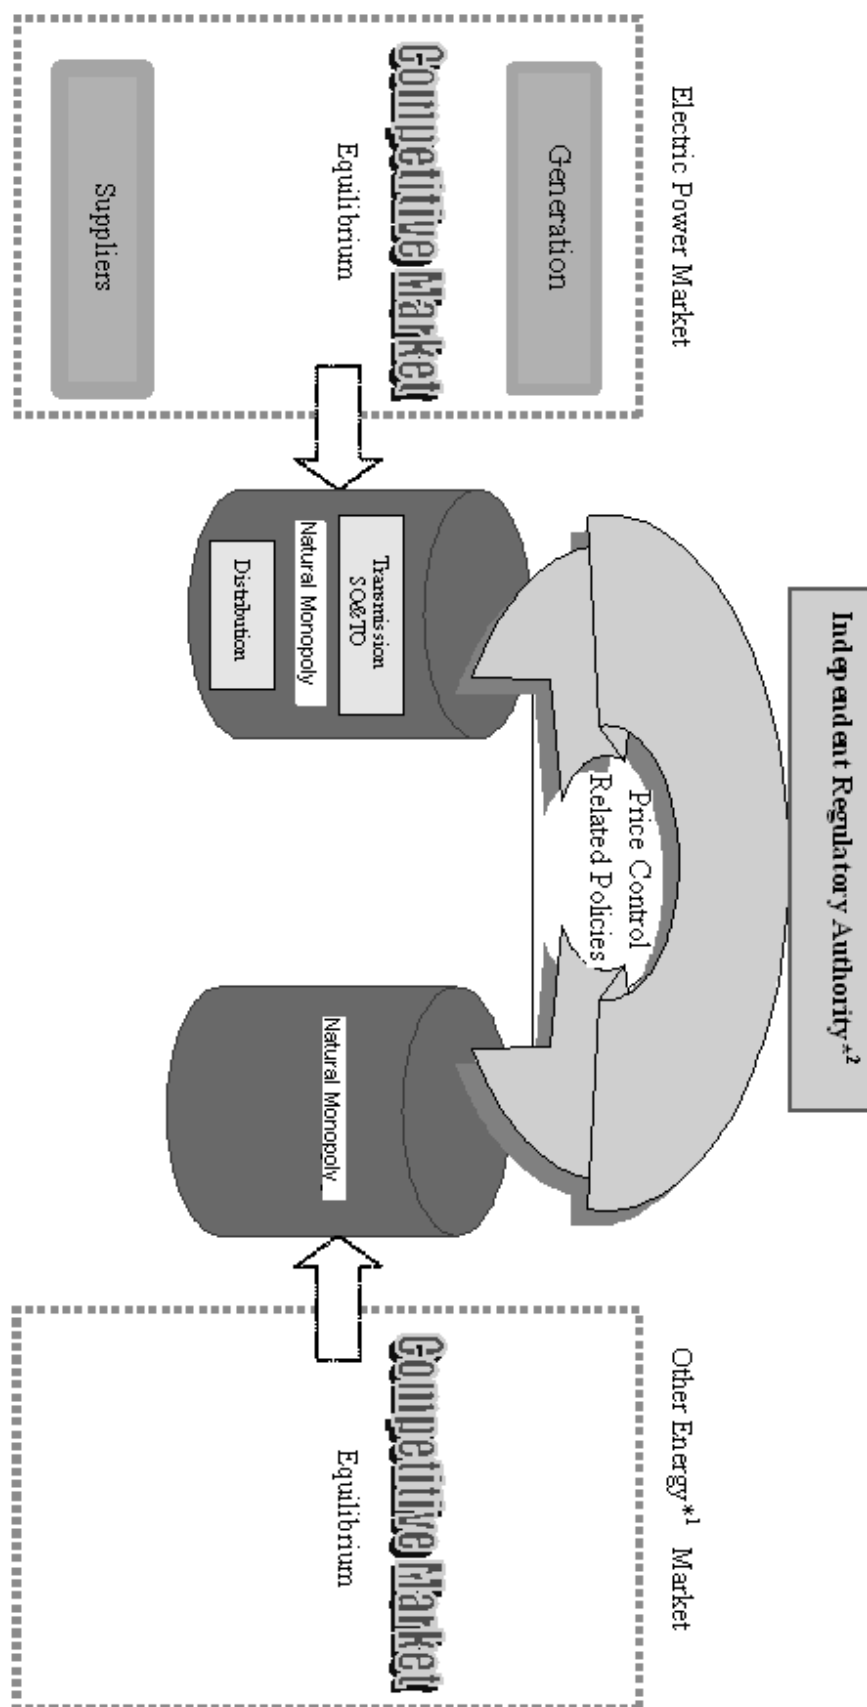 Independent Regulatory Authority*2
Electric Power Market
Other Energy*1 Market
Generation
Competitive Market
Equilibrium
Suppliers
Price Control
Related Policies
Transmission
SO&TO
Natural Monopoly
Distribution
Natural Monopoly
Competitive Market
Equilibrium